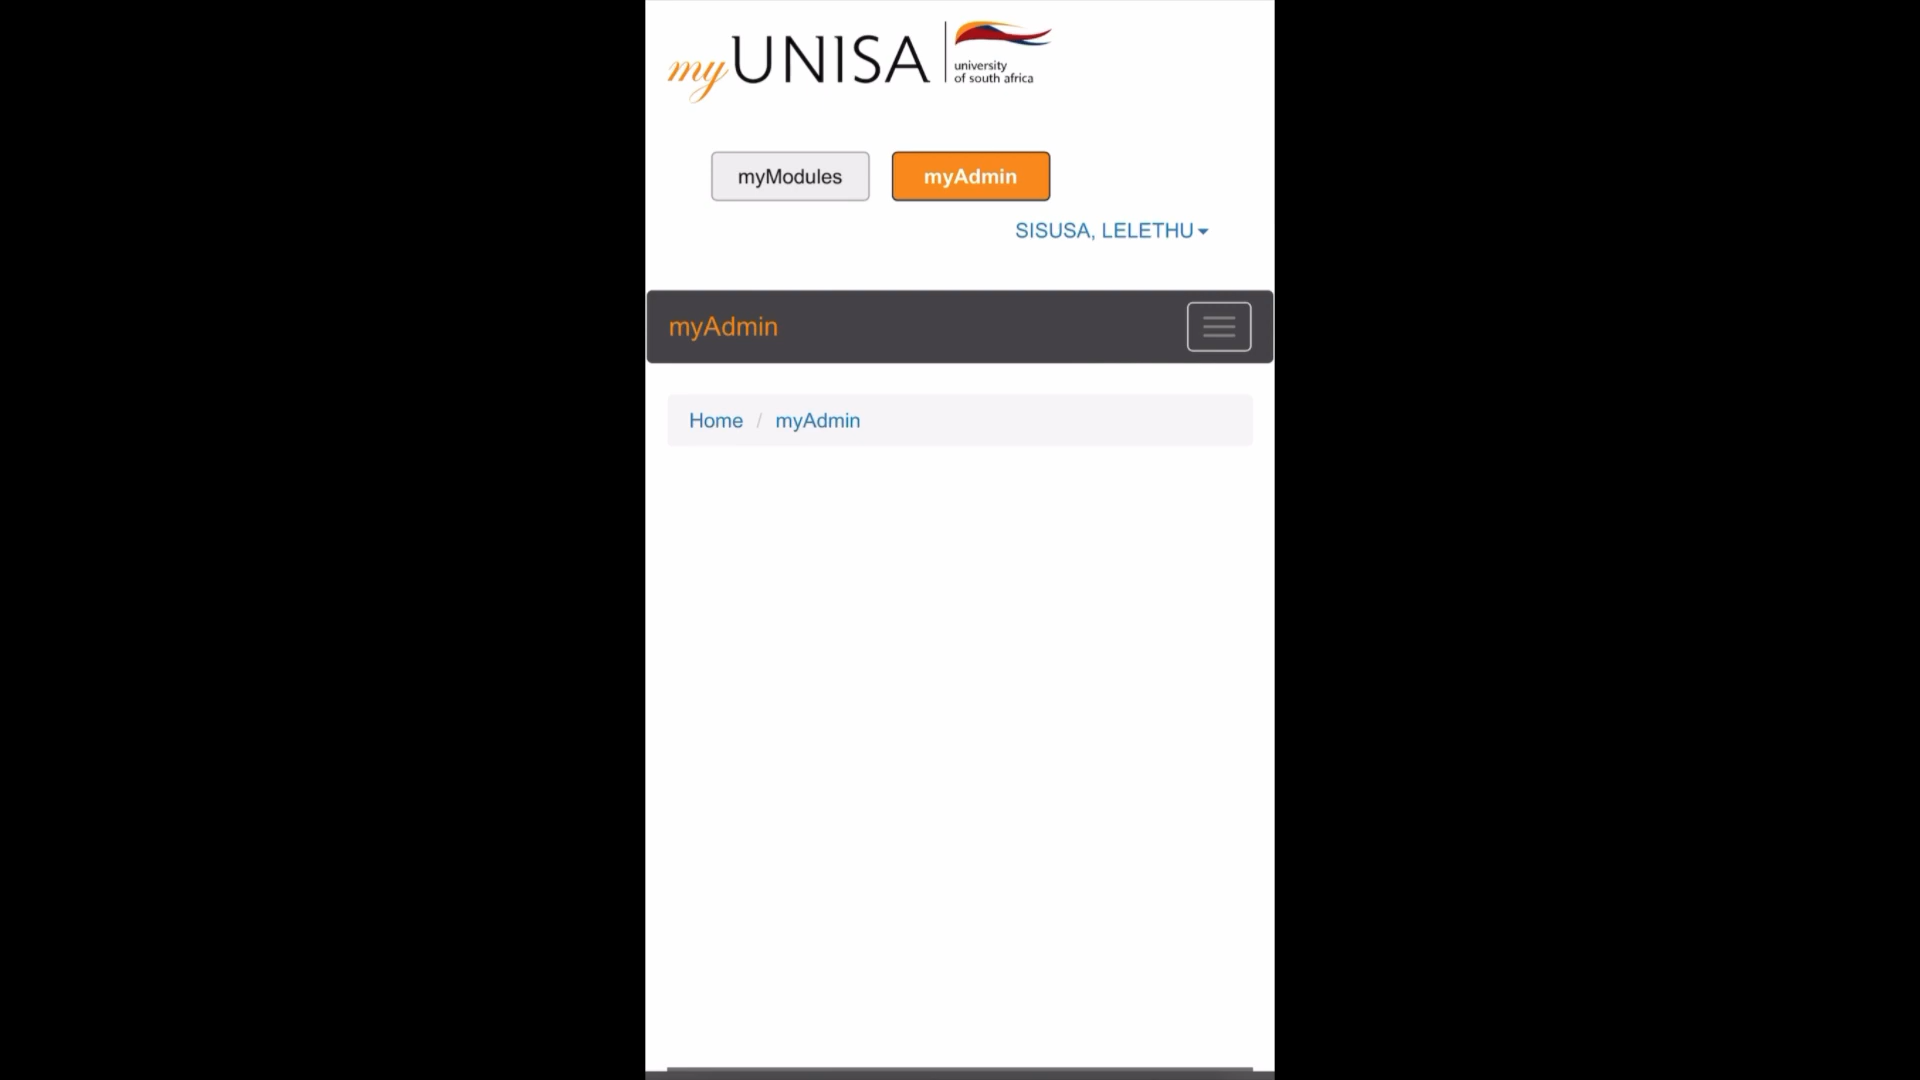 myUNISA
university
of south africa
myModules
myAdmin
SISUSA, LELETHU
myAdmin
Home / myAdmin